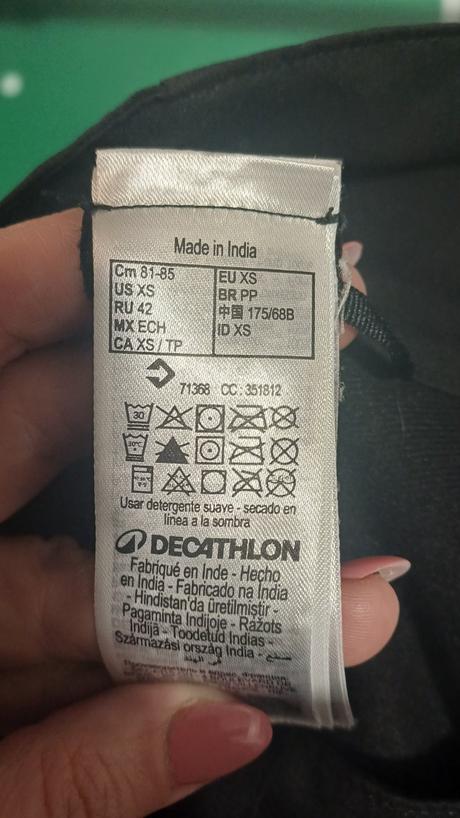 Made in India
Cm 81-85
US XS
RU 42
MX ECH
CA XS / TP
EU XS
BR PP
中国 175/68B
ID XS
71368 CC : 351812
30
30°C
Usar detergente suave - secado en
línea a la sombra
DECATHLON
Fabriqué en Inde - Hecho
en India - Fabricado na Índia
- Hindistan'da üretilmiştir -
Pagaminta Indijoje - Ražots
Indijā - Toodetud Indias -
Származási ország India - صنع
في الهند